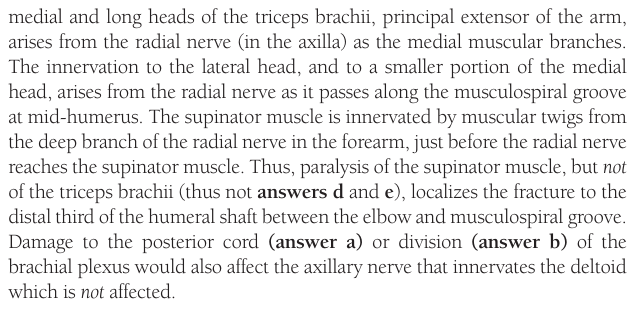 medial and long heads of the triceps brachii, principal extensor of the arm,
arises from the radial nerve (in the axilla) as the medial muscular branches.
The innervation to the lateral head, and to a smaller portion of the medial
head, arises from the radial nerve as it passes along the musculospiral groove
at mid-humerus. The supinator muscle is innervated by muscular twigs from
the deep branch of the radial nerve in the forearm, just before the radial nerve
reaches the supinator muscle. Thus, paralysis of the supinator muscle, but not
of the triceps brachii (thus not answers d and e), localizes the fracture to the
distal third of the humeral shaft between the elbow and musculospiral groove.
Damage to the posterior cord (answer a) or division (answer b) of the
brachial plexus would also affect the axillary nerve that innervates the deltoid
which is not affected.